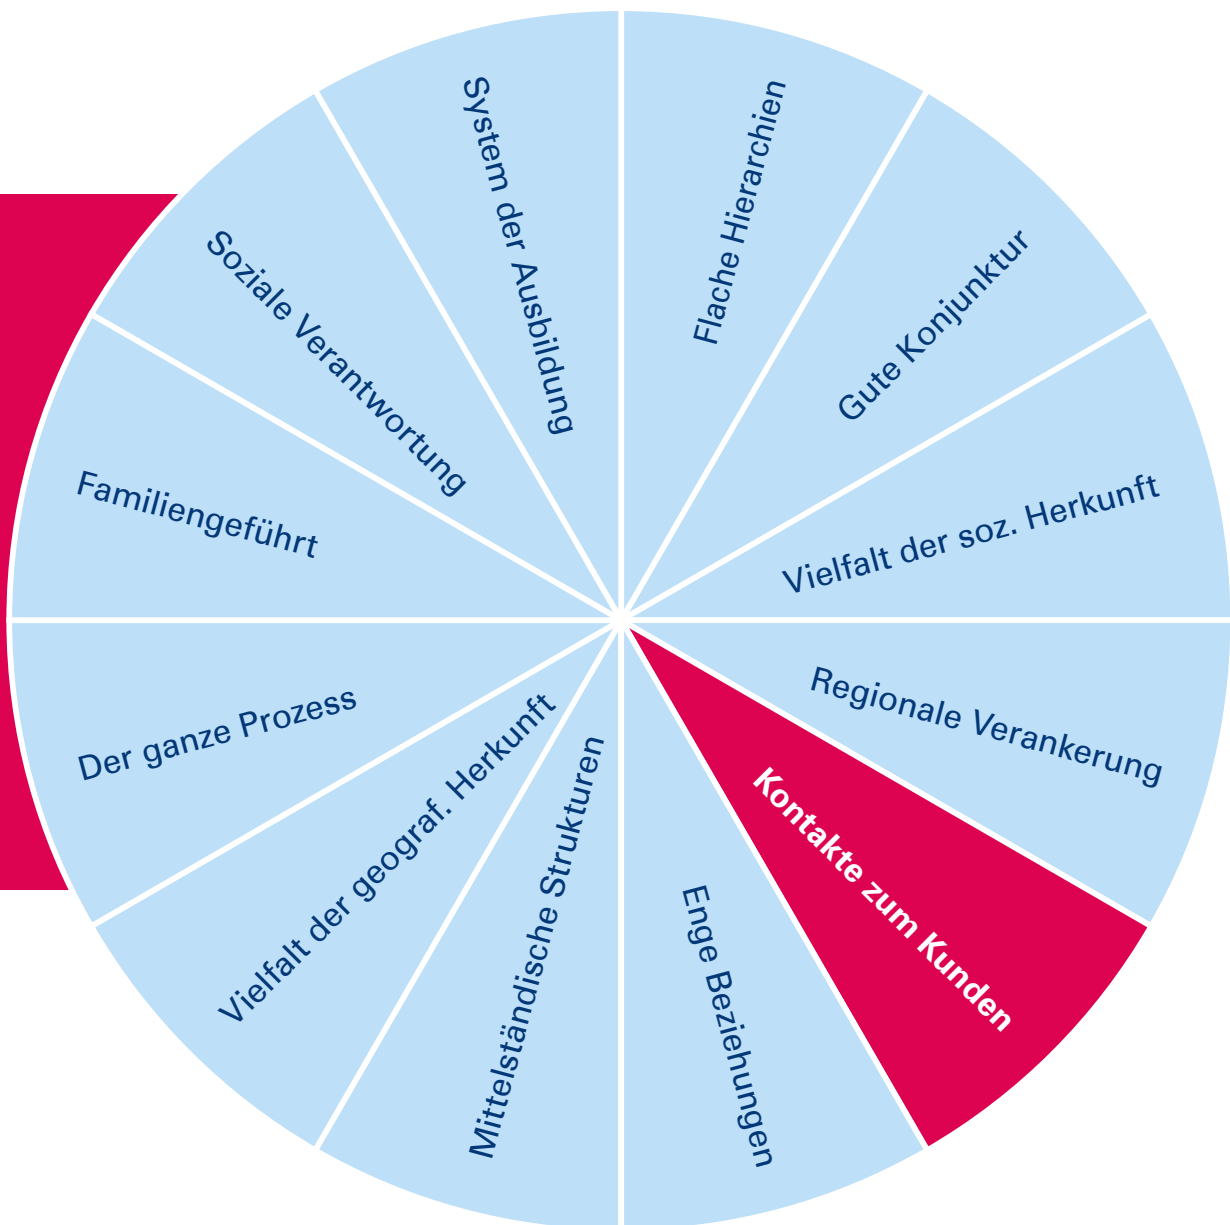 Flache Hierarchien
Gute Konjunktur
Vielfalt der soz. Herkunft
Regionale Verankerung
Kontakte zum Kunden
Enge Beziehungen
Mittelständische Strukturen
Vielfalt der geograf. Herkunft
Der ganze Prozess
Familiengeführt
Soziale Verantwortung
System der Ausbildung